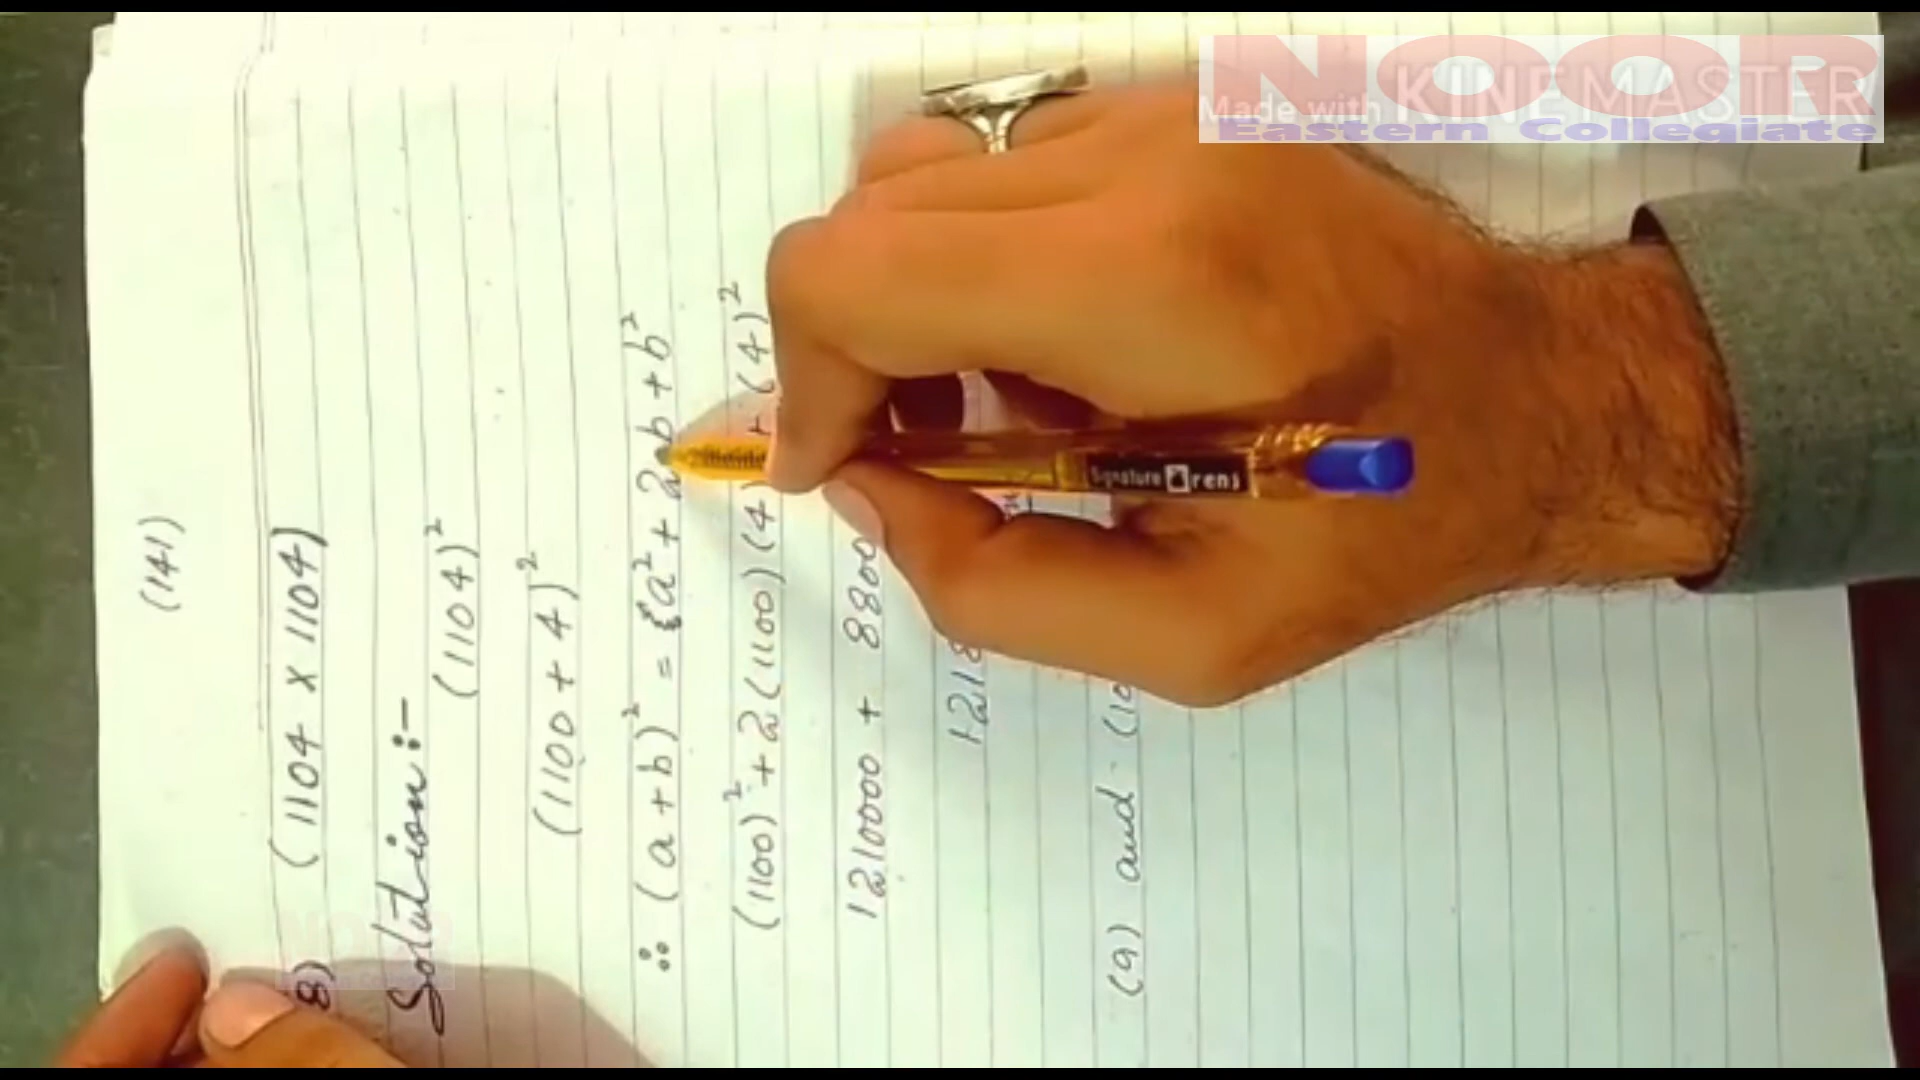 (141)
8) (1104 x 1104)
Solution:-
(1104)²
(1100 + 4)²
∴ (a + b)² = {a² + 2ab + b²
(1100)² + 2(1100)(4) + (4)²
1210000 + 8800
1218
(9) and (10
NOOR
Made with KINEMASTER
Eastern Collegiate
Signature